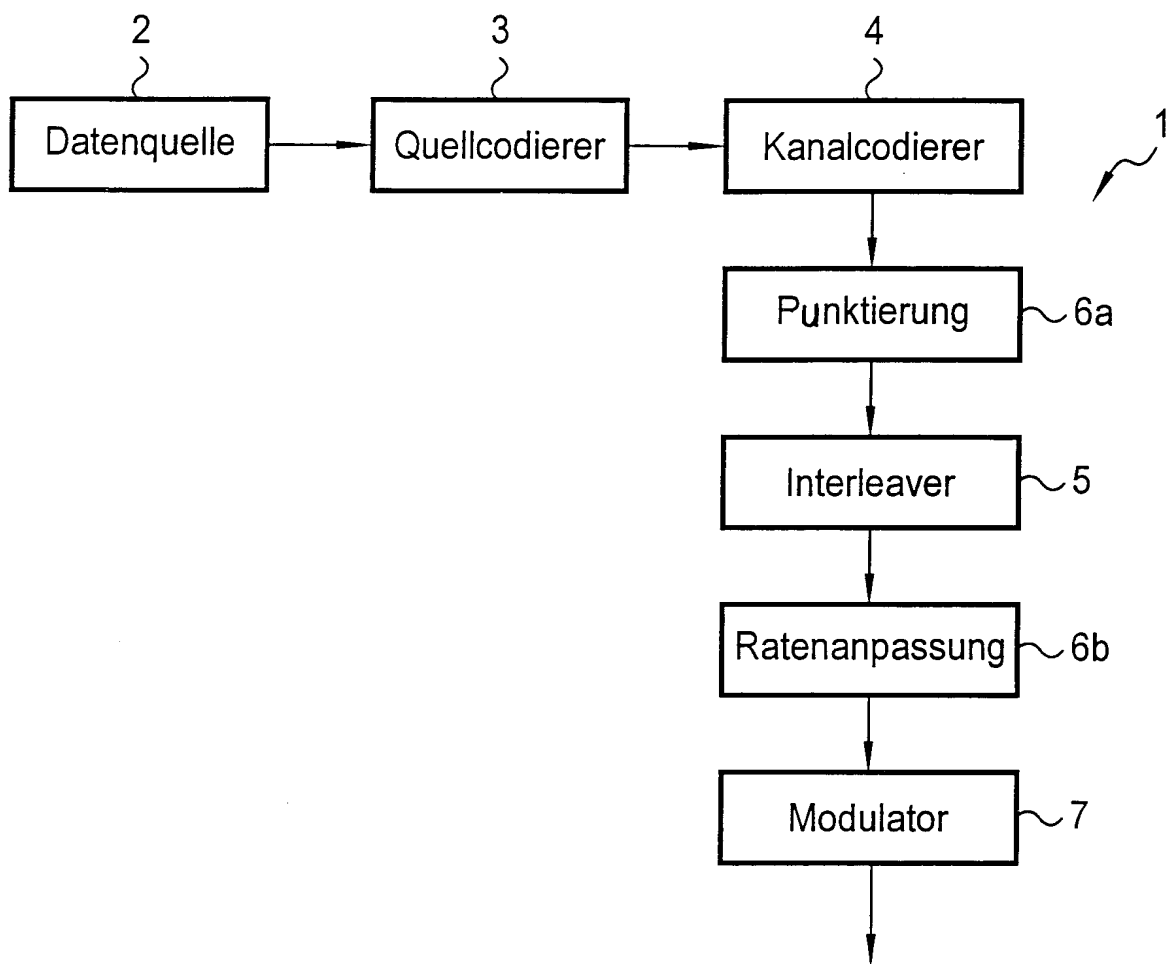 2
3
4
1
Datenquelle
Quellcodierer
Kanalcodierer
Punktierung
6a
Interleaver
5
Ratenanpassung
6b
Modulator
7